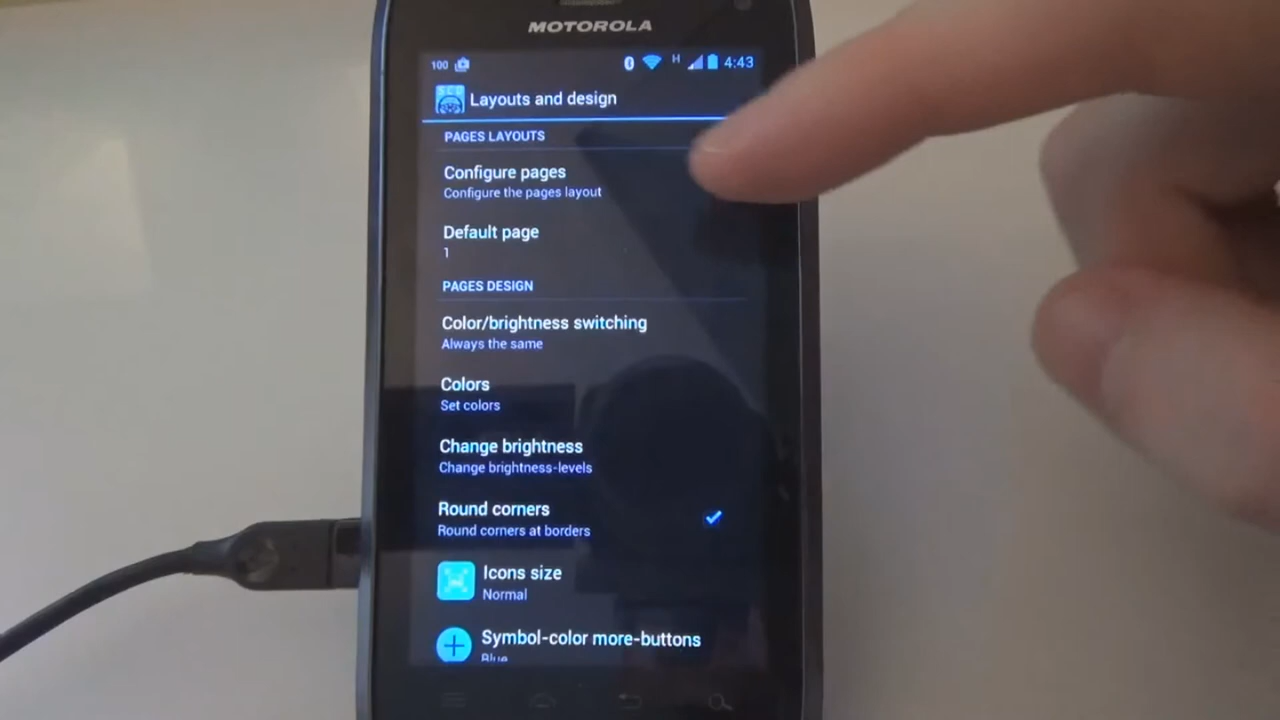 MOTOROLA
100 H 4:43
Layouts and design
PAGES LAYOUTS
Configure pages
Configure the pages layout
Default page
1
PAGES DESIGN
Color/brightness switching
Always the same
Colors
Set colors
Change brightness
Change brightness-levels
Round corners
Round corners at borders
Icons size
Normal
Symbol-color more-buttons
Blue